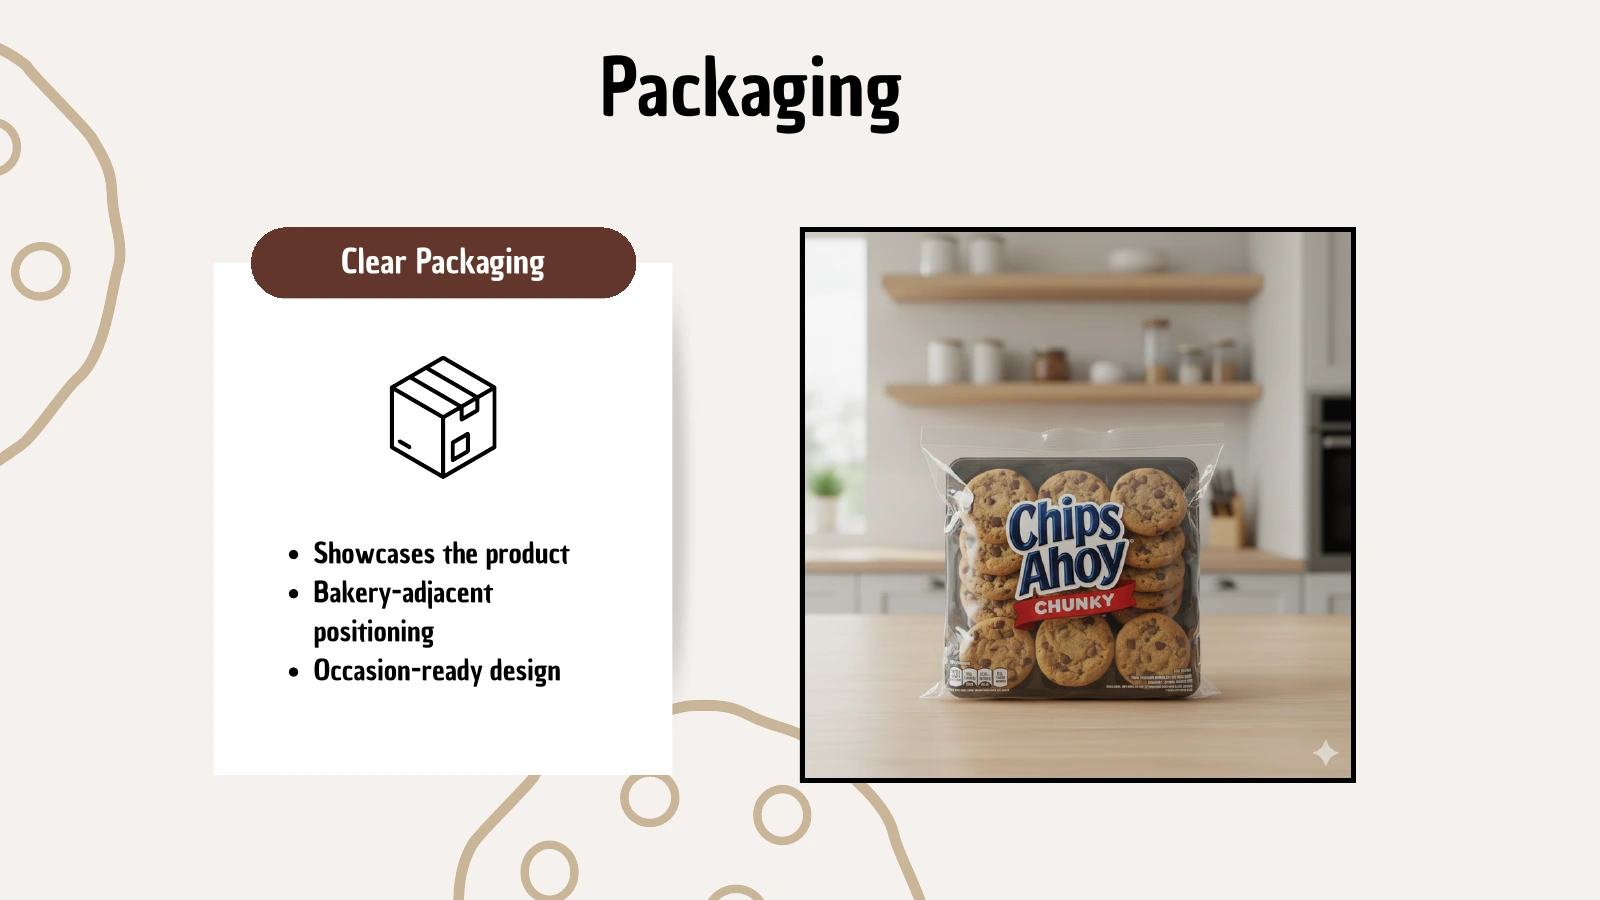 Packaging
Clear Packaging
• Showcases the product
• Bakery-adjacent
positioning
• Occasion-ready design
Chips
Ahoy
CHUNKY